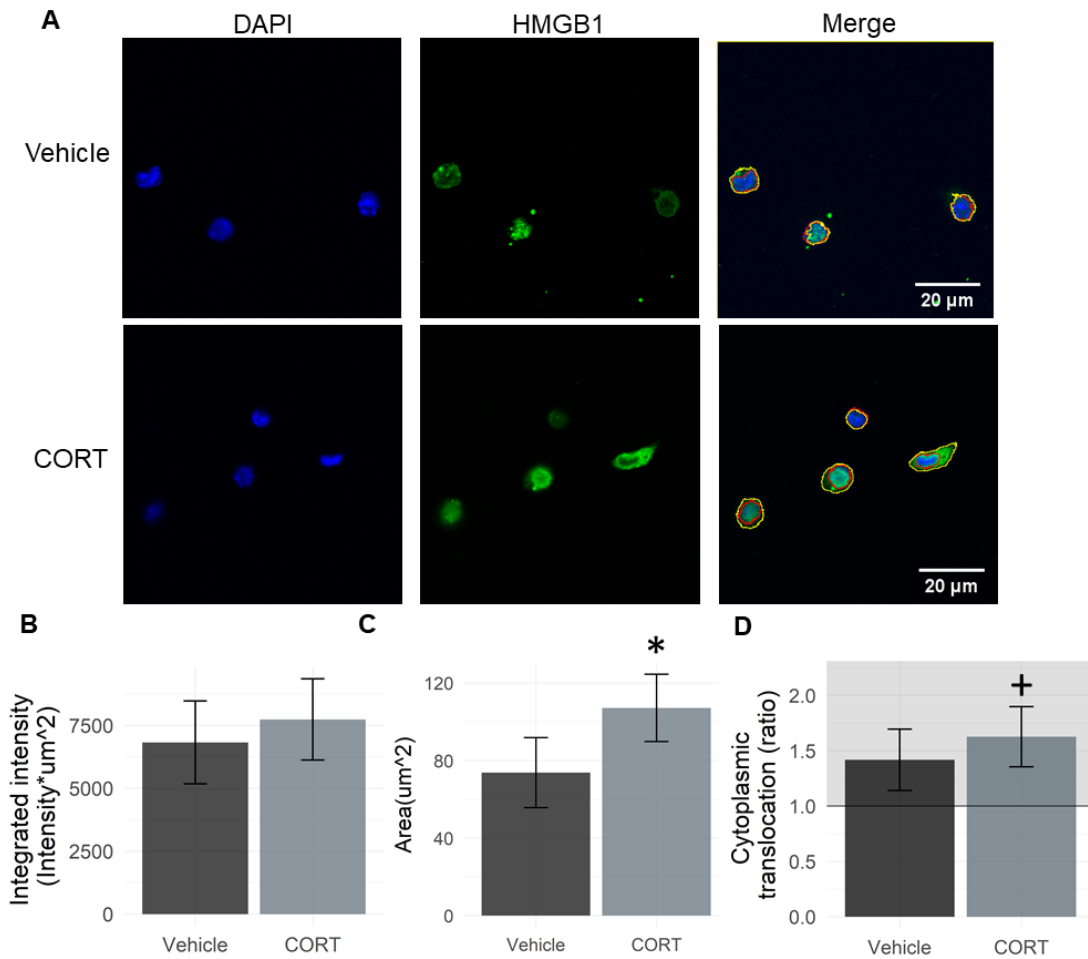 A
DAPI
HMGB1
Merge
Vehicle
20 µm
CORT
20 µm
B
Integrated intensity
(Intensity*um^2)
7500
5000
2500
0
Vehicle
CORT
C
Area(um^2)
120
80
40
0
*
Vehicle
CORT
D
Cytoplasmic
translocation (ratio)
2.0
1.5
1.0
0.5
0.0
+
Vehicle
CORT